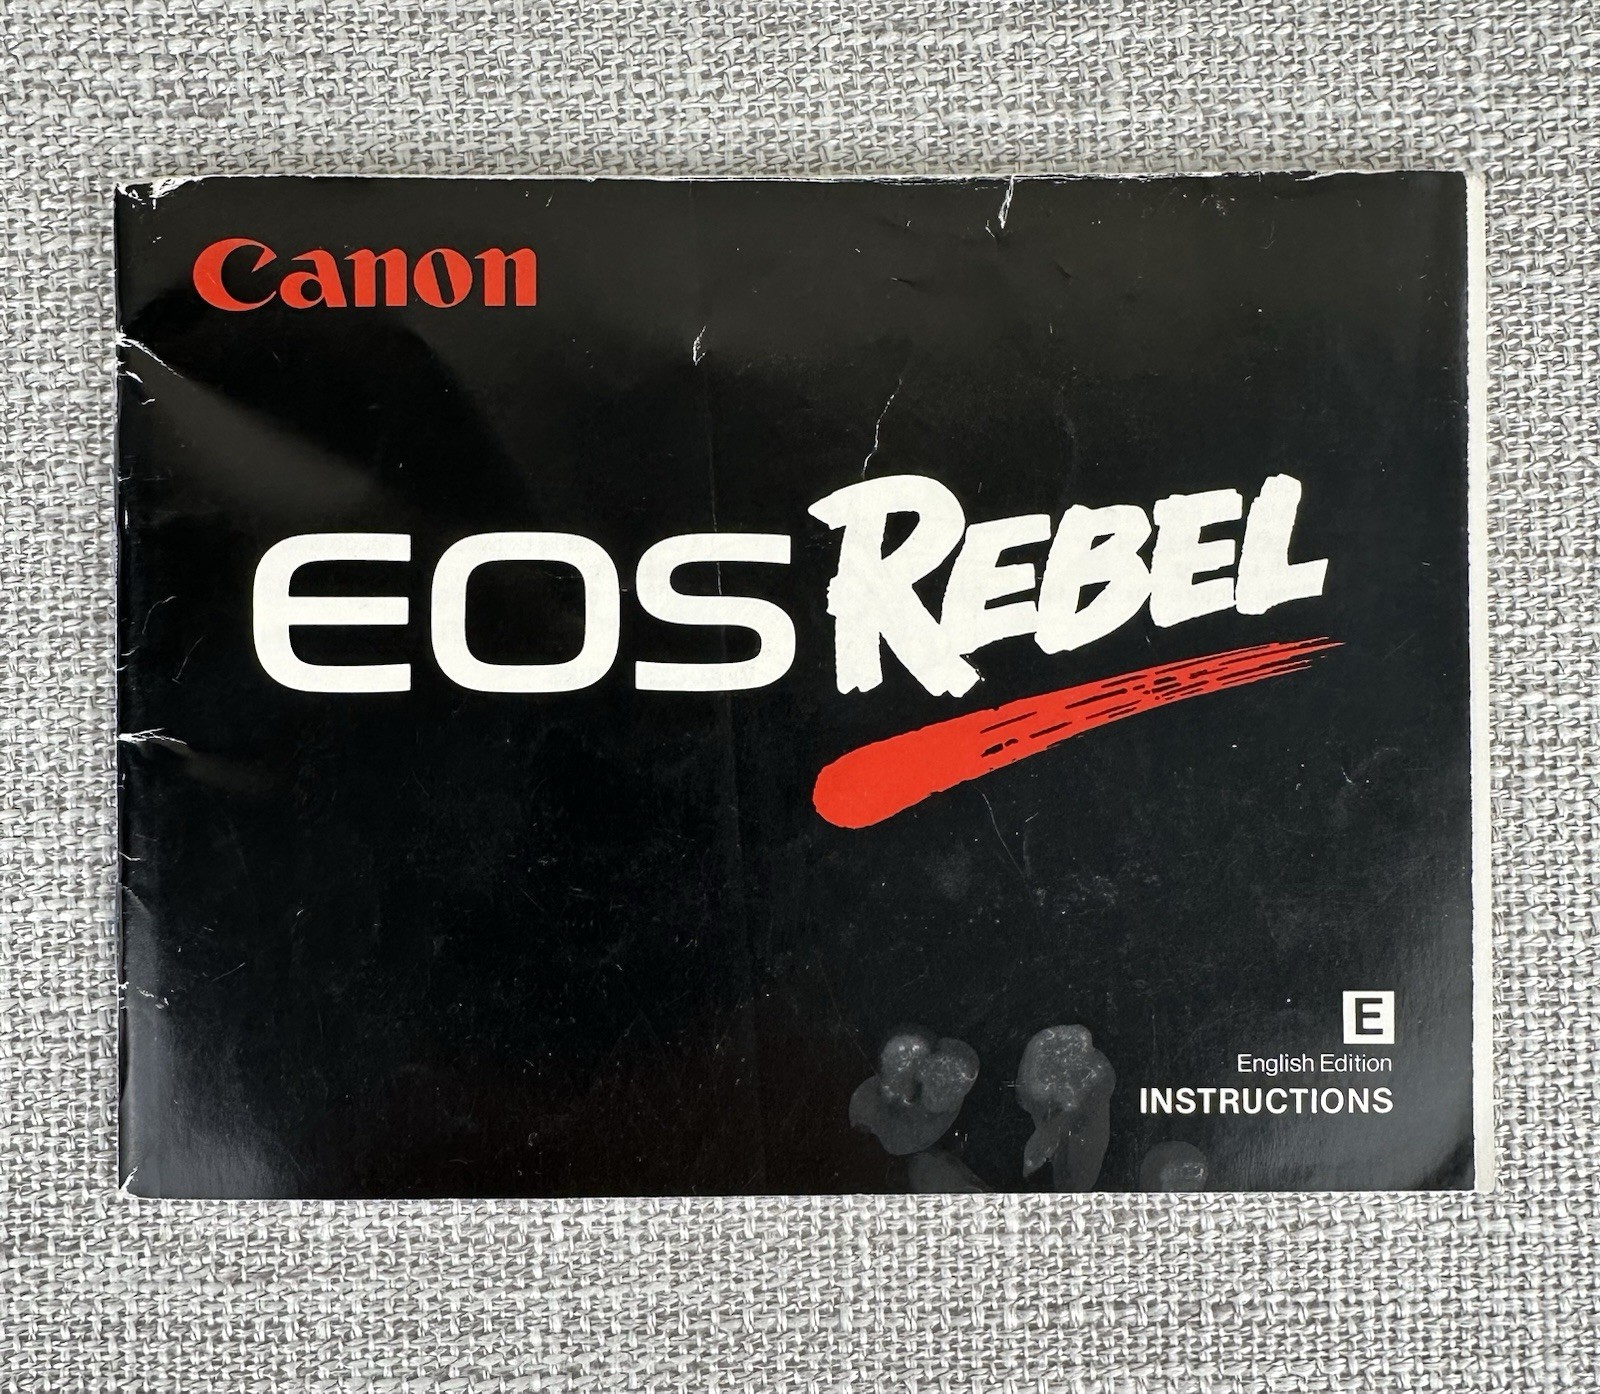 Canon
EOS REBEL
E
English Edition
INSTRUCTIONS